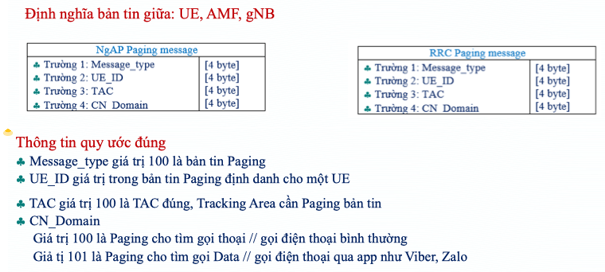 Định nghĩa bản tin giữa: UE, AMF, gNB
NgAP Paging message
Trường 1: Message_type [4 byte]
Trường 2: UE_ID [4 byte]
Trường 3: TAC [4 byte]
Trường 4: CN_Domain [4 byte]
RRC Paging message
Trường 1: Message_type [4 byte]
Trường 2: UE_ID [4 byte]
Trường 3: TAC [4 byte]
Trường 4: CN_Domain [4 byte]
Thông tin quy ước đúng
Message_type giá trị 100 là bản tin Paging
UE_ID giá trị trong bản tin Paging định danh cho một UE
TAC giá trị 100 là TAC đúng, Tracking Area cần Paging bản tin
CN_Domain
Giá trị 100 là Paging cho tìm gọi thoại // gọi điện thoại bình thường
Giả tị 101 là Paging cho tìm gọi Data // gọi điện thoại qua app như Viber, Zalo